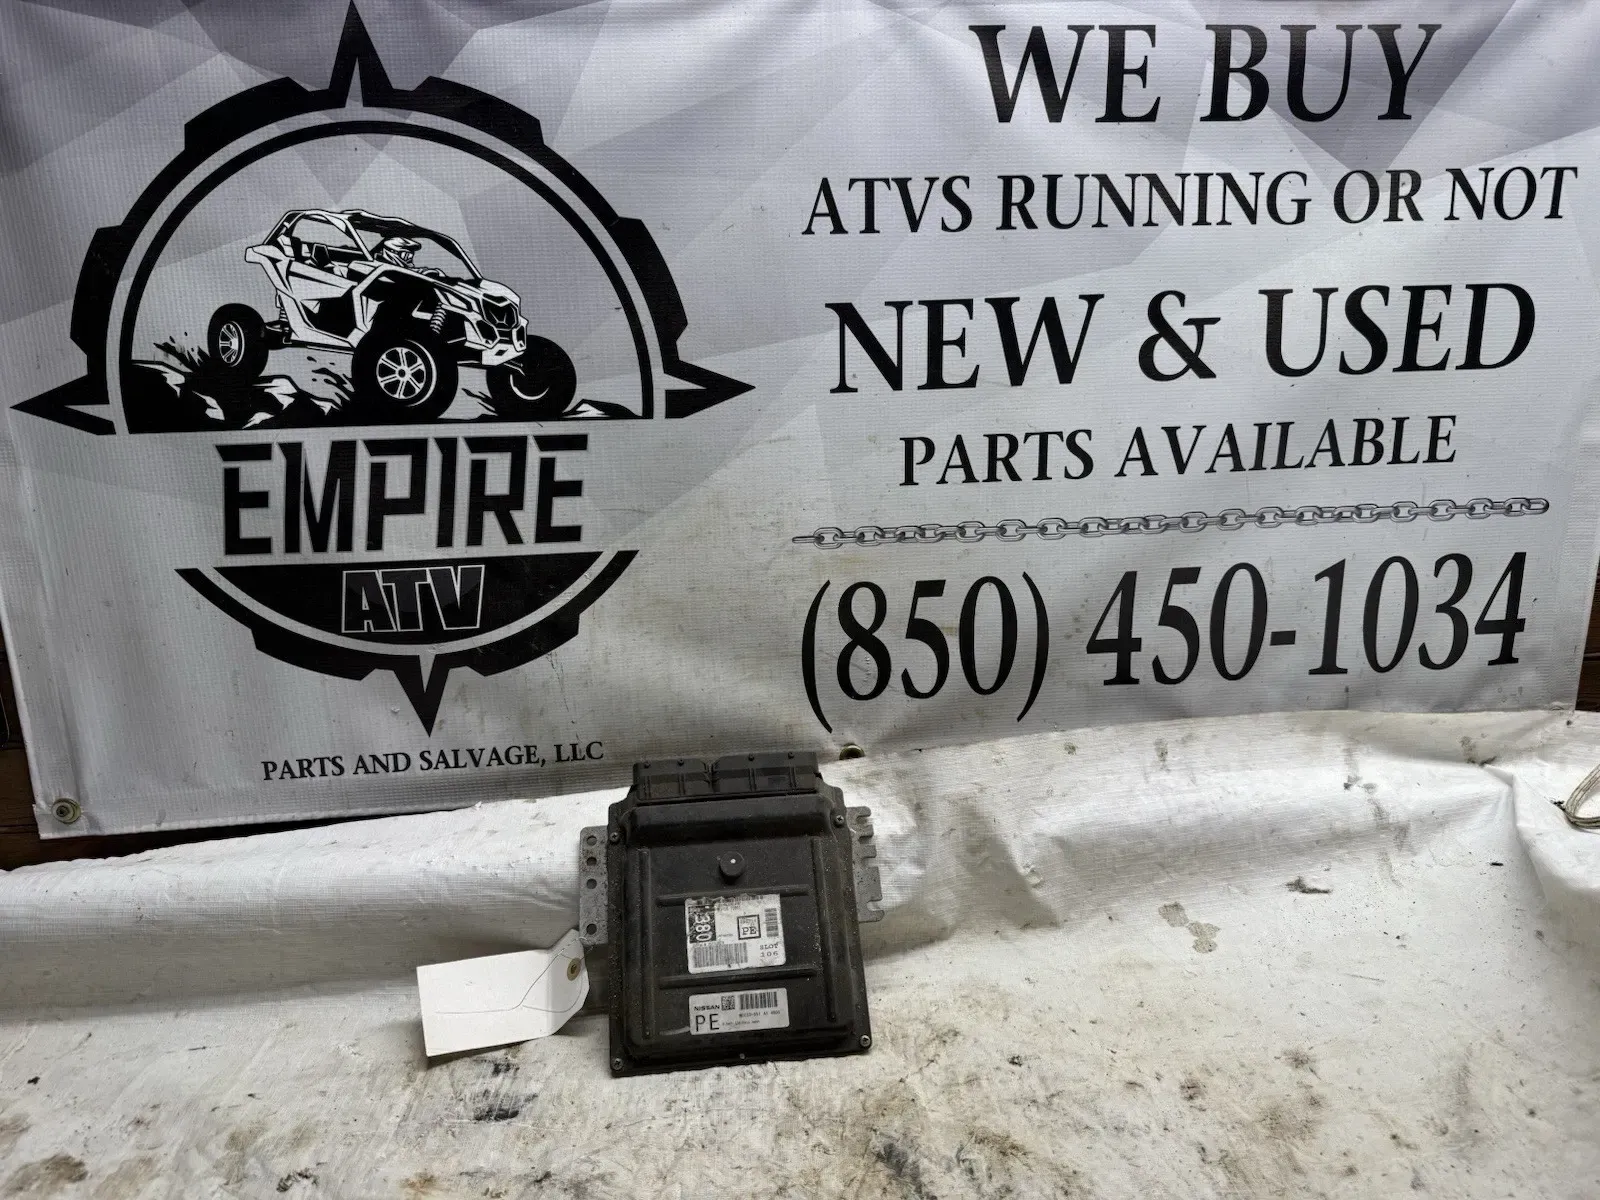 EMPIRE
ATV
PARTS AND SALVAGE, LLC
WE BUY
ATVS RUNNING OR NOT
NEW & USED
PARTS AVAILABLE
(850) 450-1034
380
PE
SLOT
106
NISSAN
PE